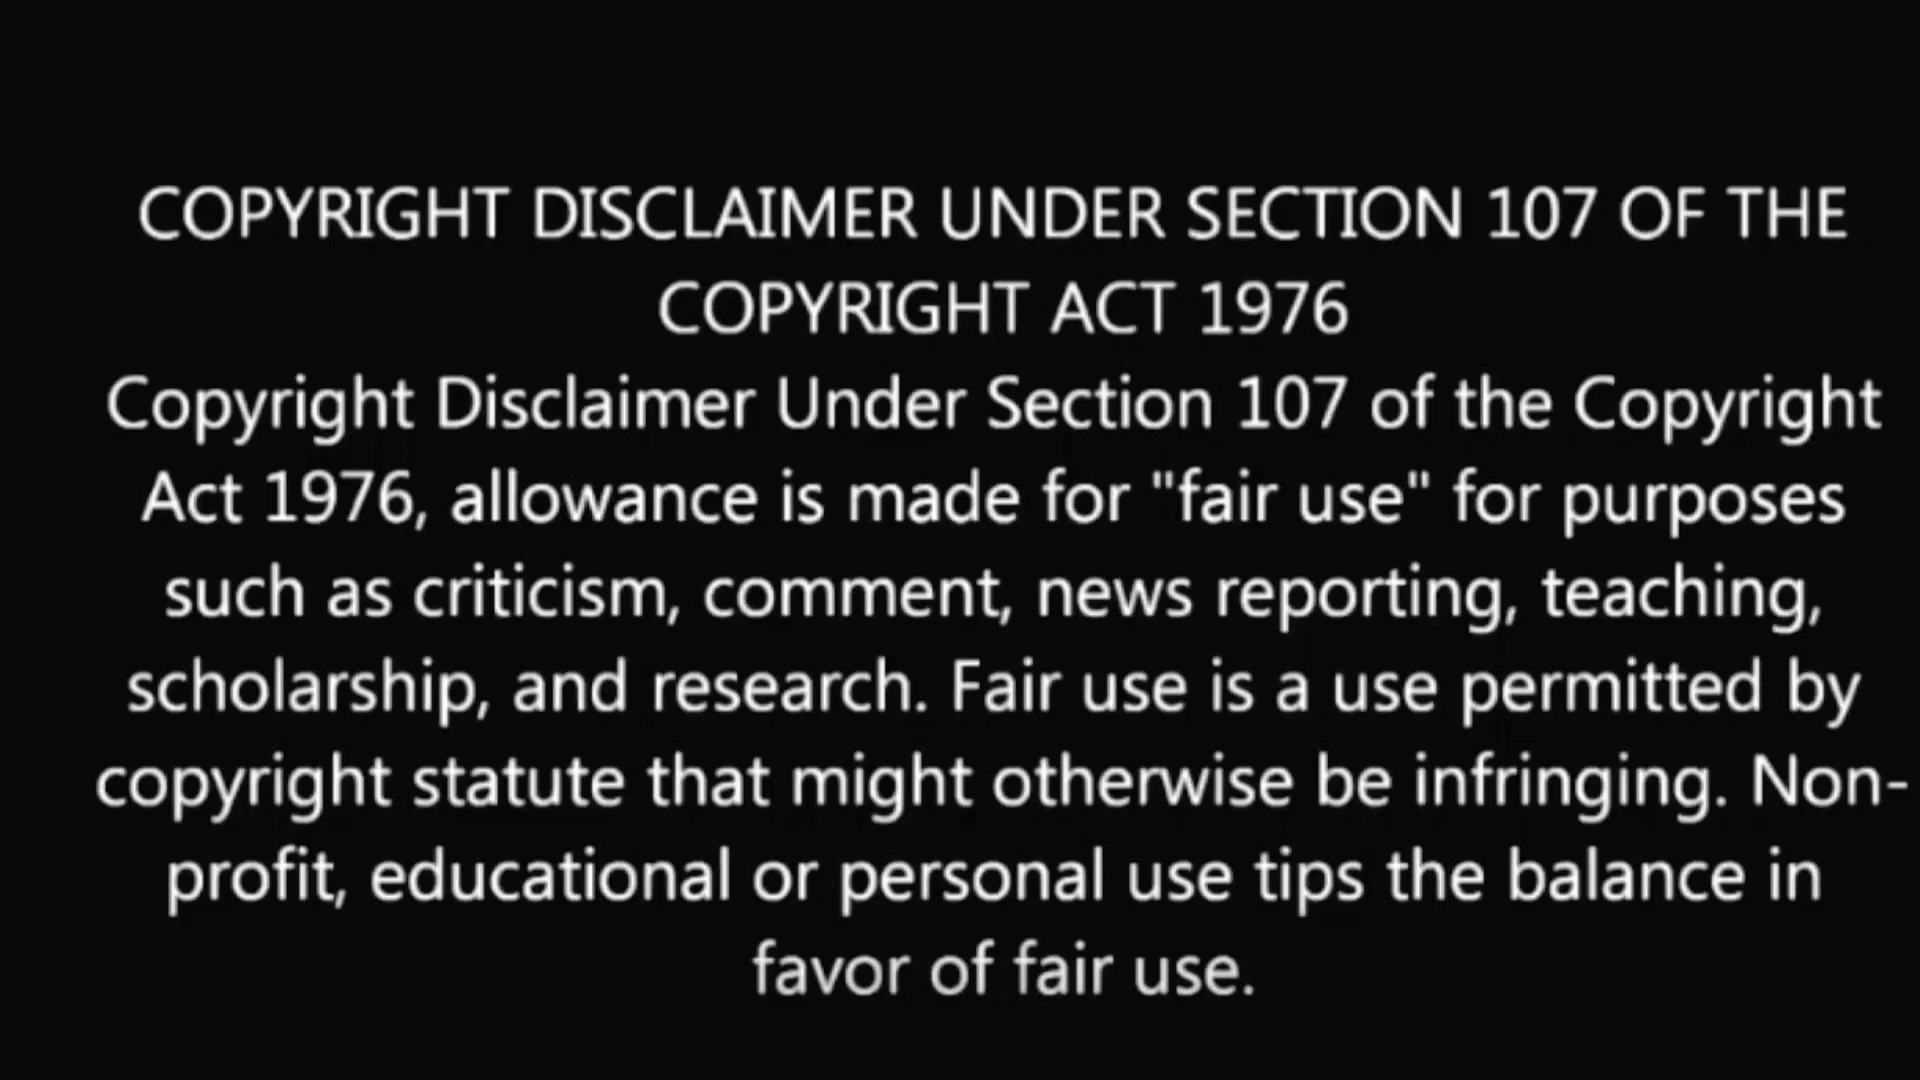 COPYRIGHT DISCLAIMER UNDER SECTION 107 OF THE
COPYRIGHT ACT 1976
Copyright Disclaimer Under Section 107 of the Copyright
Act 1976, allowance is made for "fair use" for purposes
such as criticism, comment, news reporting, teaching,
scholarship, and research. Fair use is a use permitted by
copyright statute that might otherwise be infringing. Non-
profit, educational or personal use tips the balance in
favor of fair use.